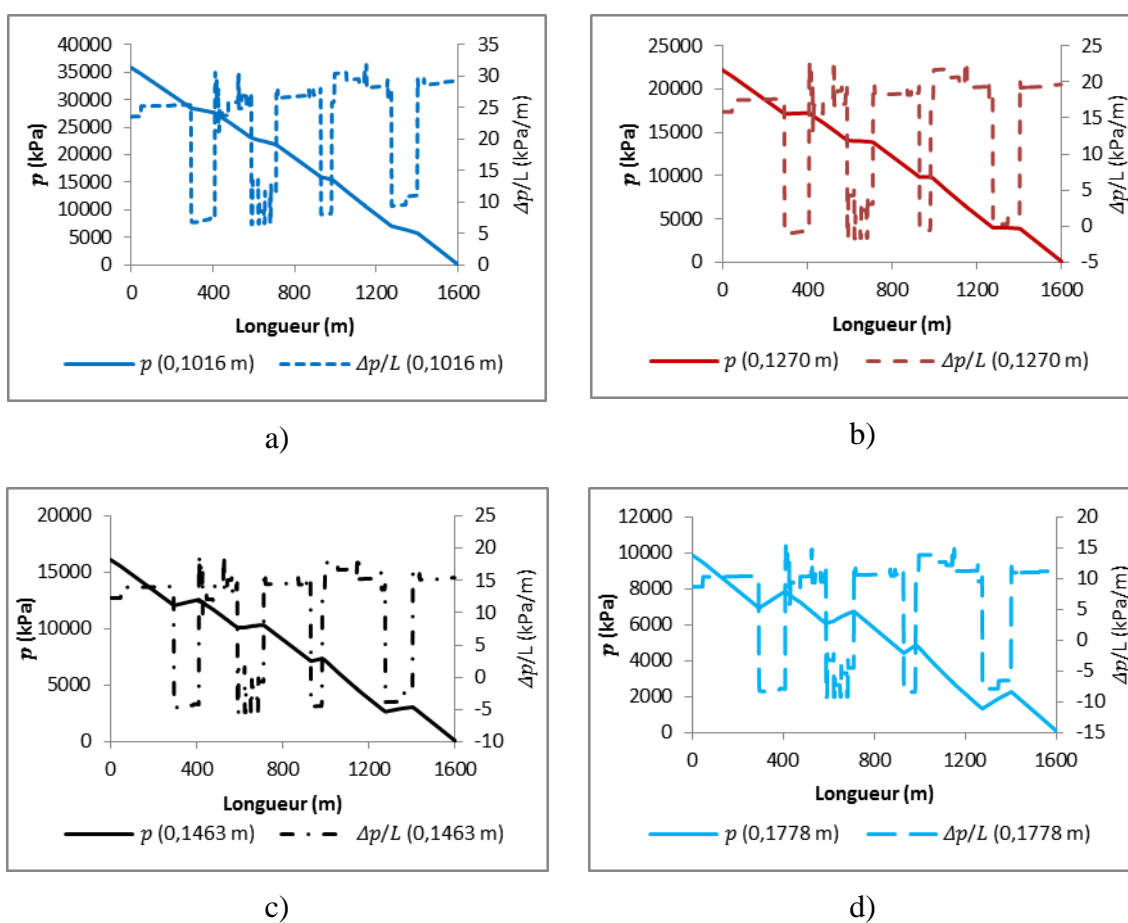 40000
35000
30000
25000
20000
15000
10000
5000
0
p (kPa)
35
30
25
20
15
10
5
0
Δp/L (kPa/m)
0 400 800 1200 1600
Longueur (m)
p (0,1016 m) Δp/L (0,1016 m)
a)
25000
20000
15000
10000
5000
0
p (kPa)
25
20
15
10
5
0
-5
Δp/L (kPa/m)
0 400 800 1200 1600
Longueur (m)
p (0,1270 m) Δp/L (0,1270 m)
b)
20000
15000
10000
5000
0
p (kPa)
25
20
15
10
5
0
-5
-10
Δp/L (kPa/m)
0 400 800 1200 1600
Longueur (m)
p (0,1463 m) Δp/L (0,1463 m)
c)
12000
10000
8000
6000
4000
2000
0
p (kPa)
20
15
10
5
0
-5
-10
-15
Δp/L (kPa/m)
0 400 800 1200 1600
Longueur (m)
p (0,1778 m) Δp/L (0,1778 m)
d)